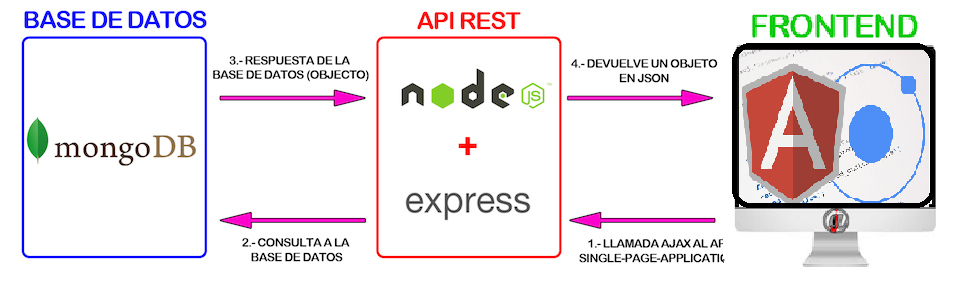 BASE DE DATOS
API REST
FRONTEND
3.- RESPUESTA DE LA
BASE DE DATOS (OBJECTO)
4.- DEVUELVE UN OBJETO
EN JSON
node
JS
mongoDB
+
express
2.- CONSULTA A LA
BASE DE DATOS
1.- LLAMADA AJAX AL AP
SINGLE-PAGE-APPLICATIO
A